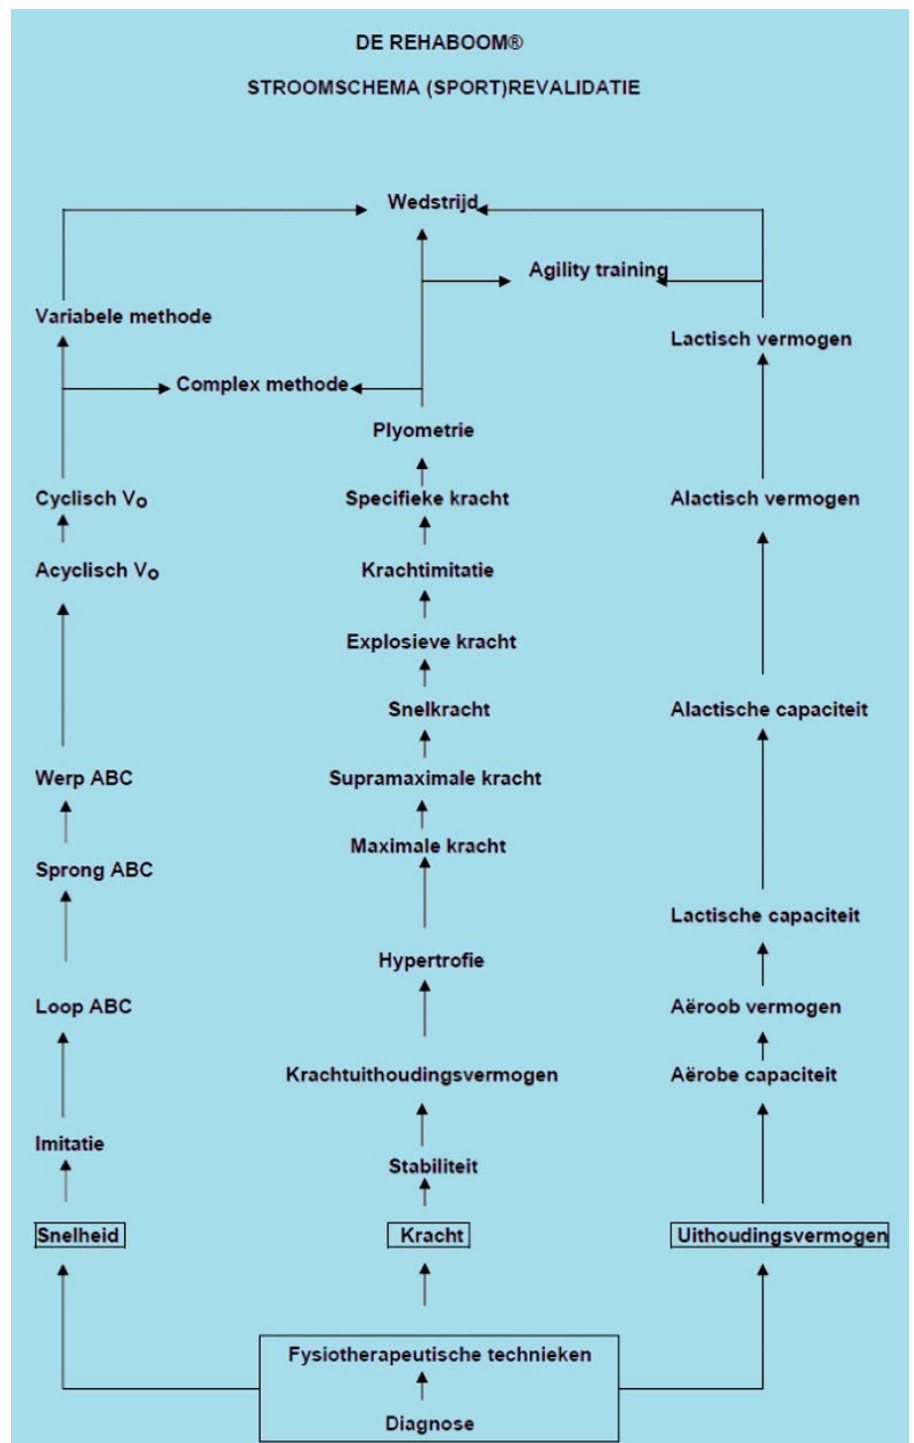 DE REHABOOM®
STROOMSCHEMA (SPORT)REVALIDATIE
Wedstrijd
Agility training
Variabele methode
Lactisch vermogen
Complex methode
Plyometrie
Cyclisch Vo
Specifieke kracht
Alactisch vermogen
Acyclisch Vo
Krachtimitatie
Explosieve kracht
Snelkracht
Alactische capaciteit
Werp ABC
Supramaximale kracht
Maximale kracht
Sprong ABC
Lactische capaciteit
Hypertrofie
Loop ABC
Aëroob vermogen
Krachtuithoudingsvermogen
Aërobe capaciteit
Imitatie
Stabiliteit
Snelheid
Kracht
Uithoudingsvermogen
Fysiotherapeutische technieken
Diagnose